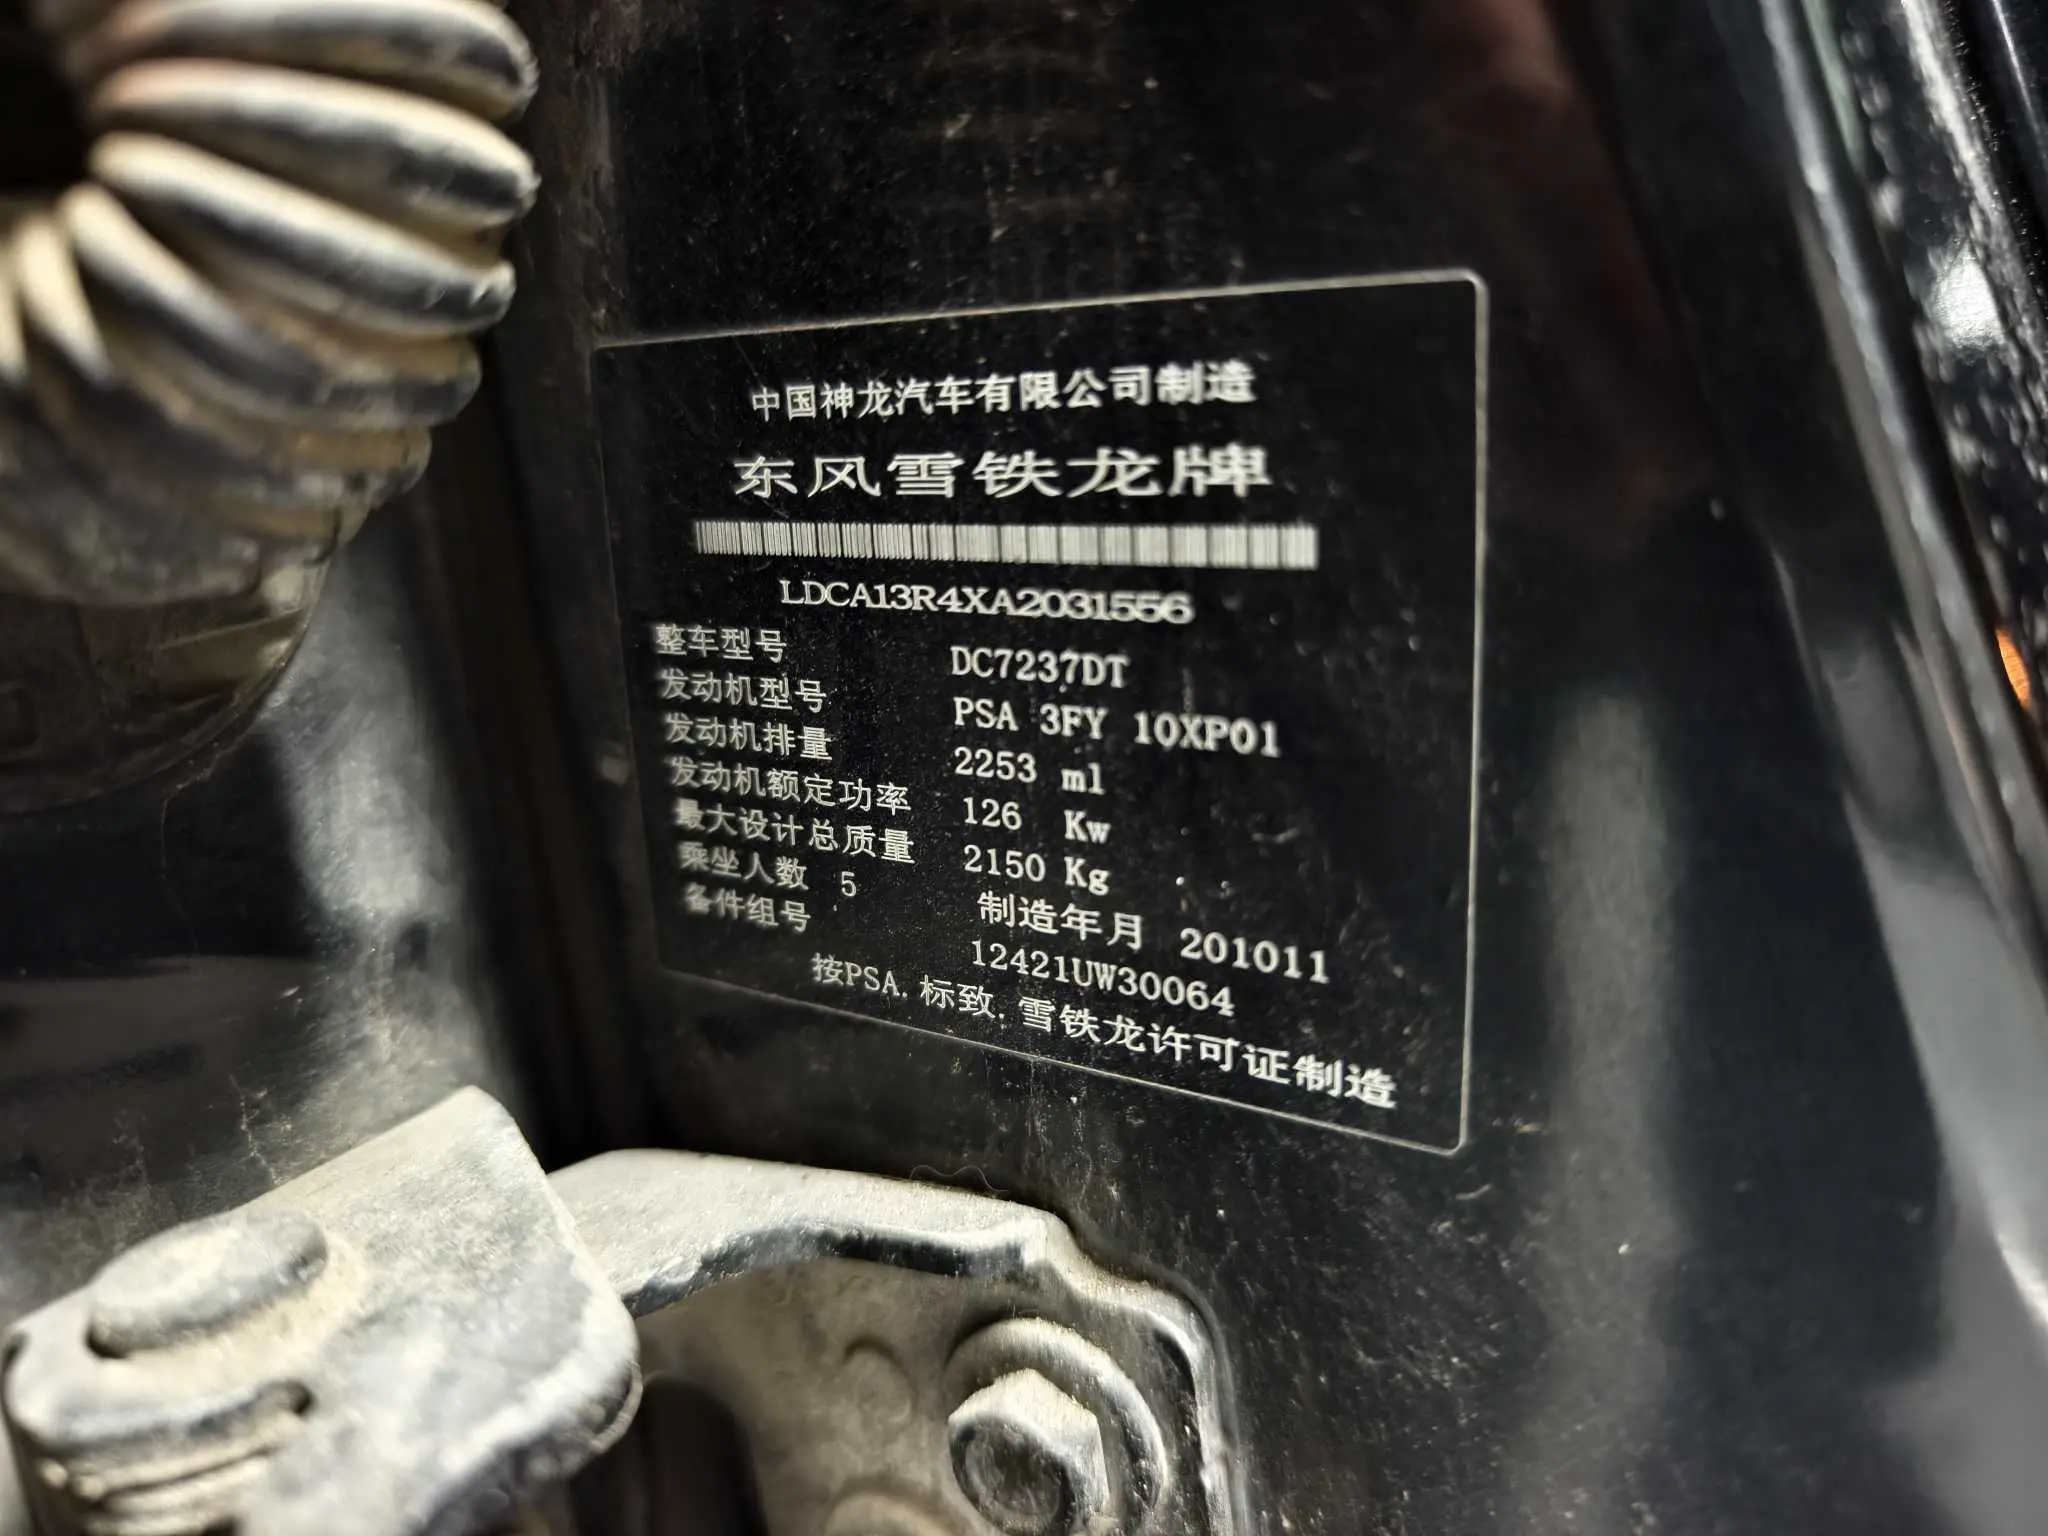 中国神龙汽车有限公司制造
东风雪铁龙牌
LDCA13R4XA2031556
整车型号 DC7237DT
发动机型号 PSA 3FY 10XP01
发动机排量 2253 ml
发动机额定功率 126 Kw
最大设计总质量 2150 Kg
乘坐人数 5 制造年月 201011
备件组号 12421UW30064
按PSA.标致.雪铁龙许可证制造